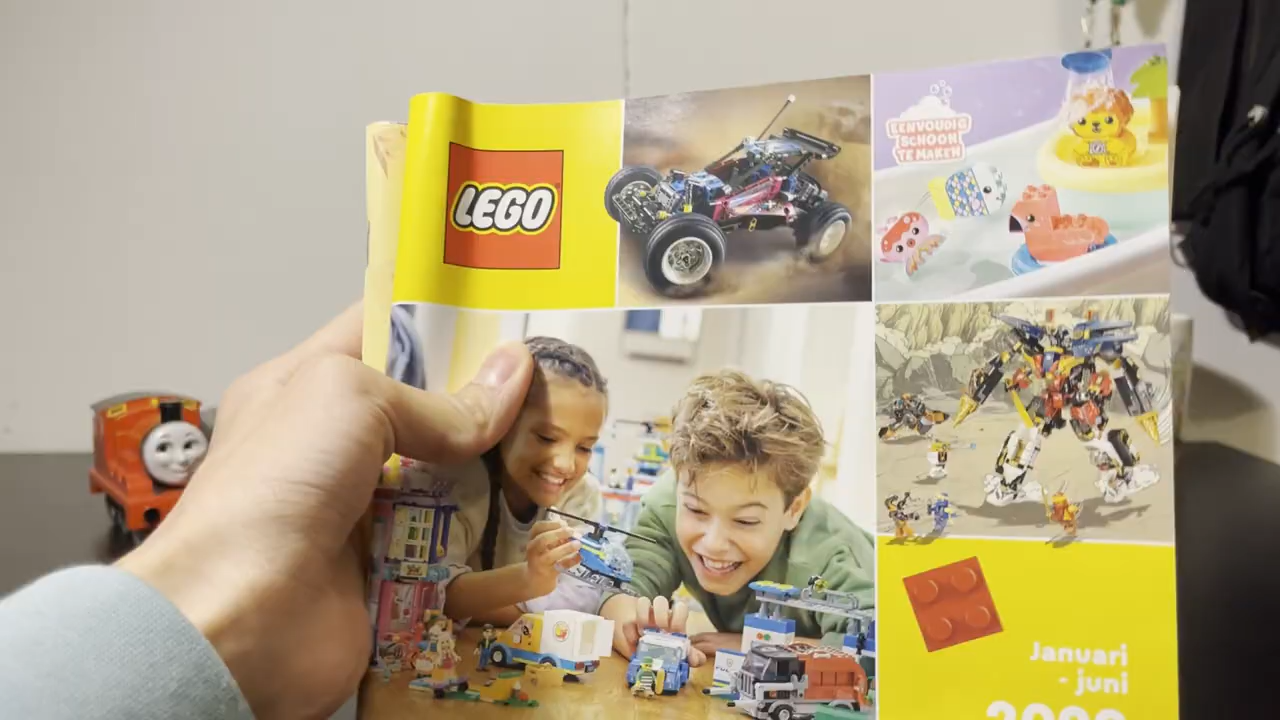 LEGO
EENVOUDIG
SCHOON
TE MAKEN
Januari
- juni